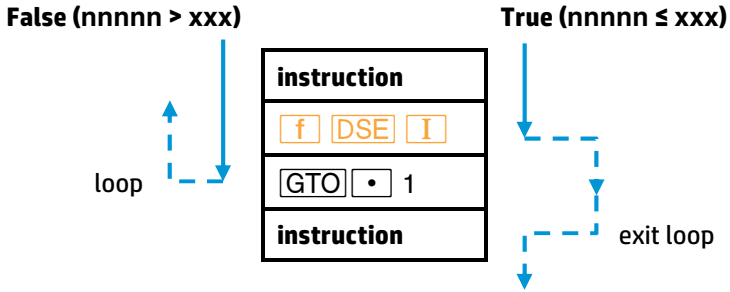 False (nnnnn > xxx)
True (nnnnn ≤ xxx)
instruction
f DSE I
GTO • 1
loop
instruction
exit loop